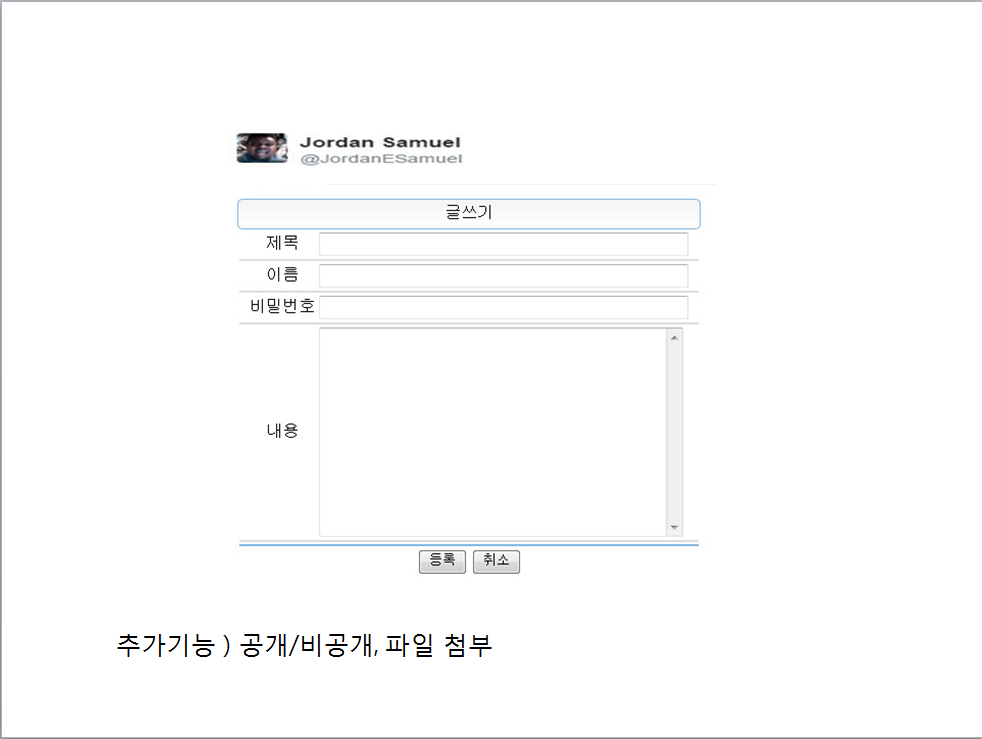 Jordan Samuel
@JordanESamuel
글쓰기
제목
이름
비밀번호
내용
등록 취소
추가기능 ) 공개/비공개, 파일 첨부